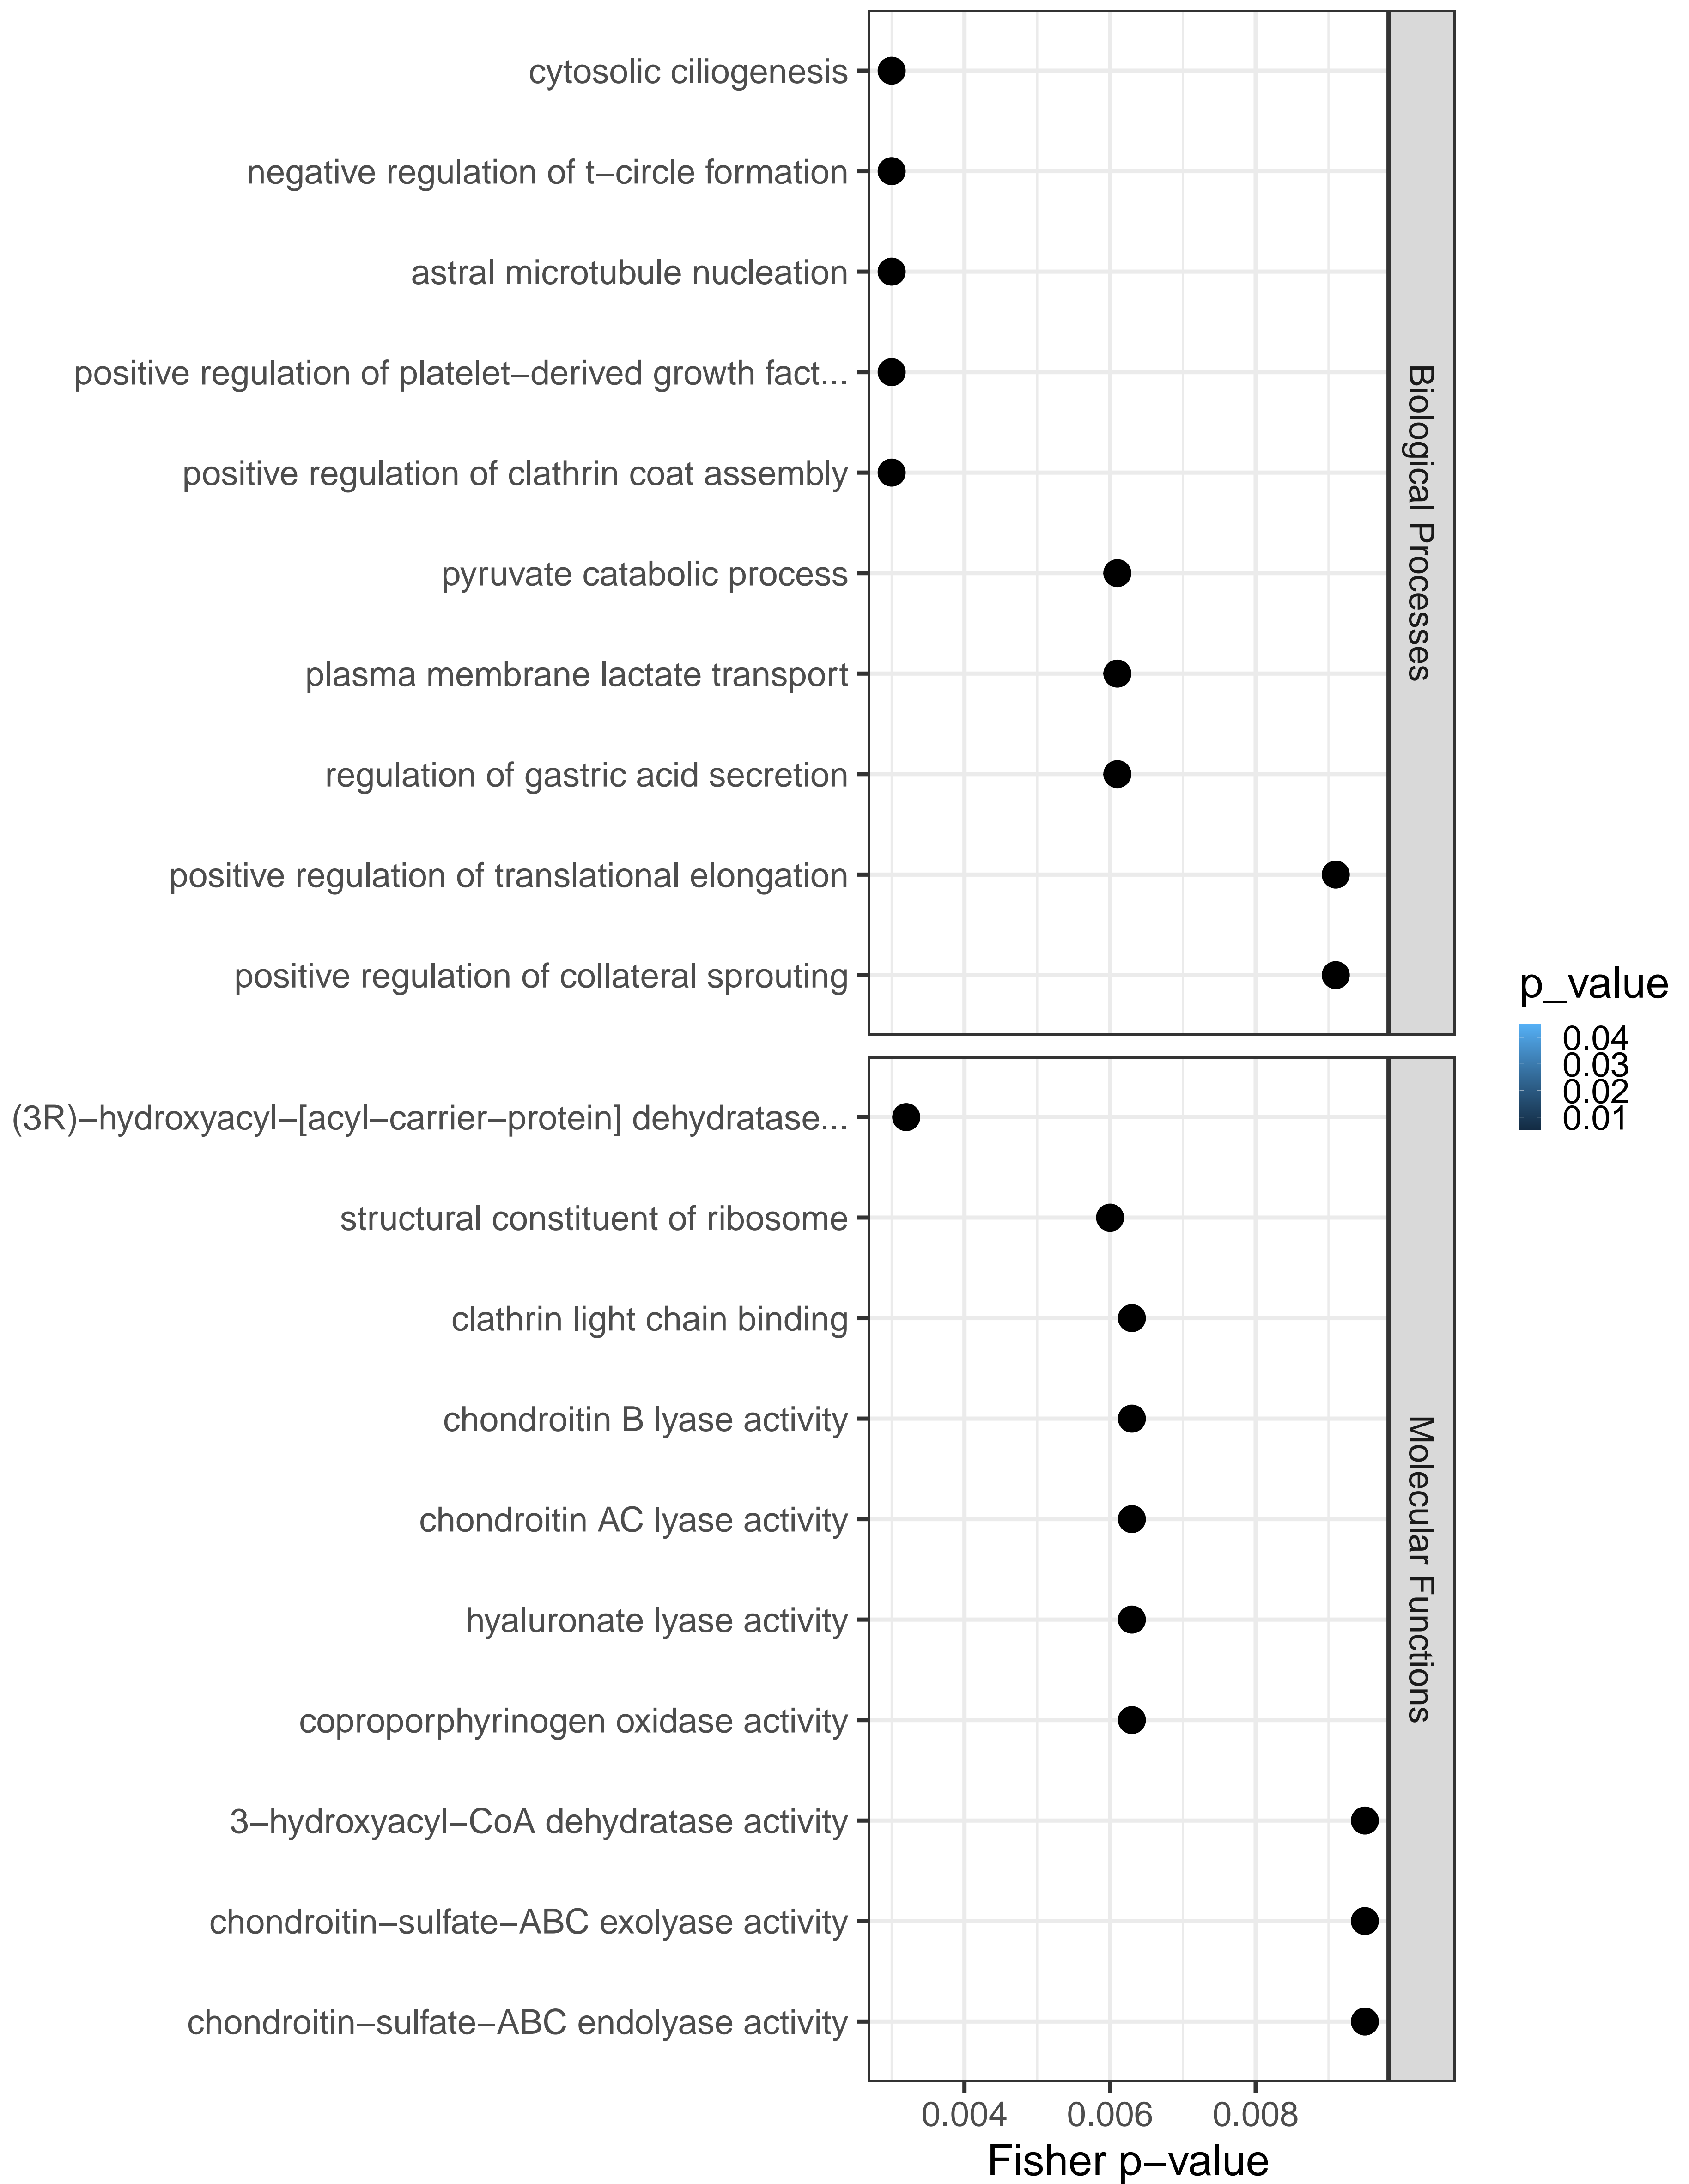 cytosolic ciliogenesis
negative regulation of t−circle formation
astral microtubule nucleation
positive regulation of platelet−derived growth fact...
positive regulation of clathrin coat assembly
pyruvate catabolic process
plasma membrane lactate transport
regulation of gastric acid secretion
positive regulation of translational elongation
positive regulation of collateral sprouting
Biological Processes
(3R)−hydroxyacyl−[acyl−carrier−protein] dehydratase...
structural constituent of ribosome
clathrin light chain binding
chondroitin B lyase activity
chondroitin AC lyase activity
hyaluronate lyase activity
coproporphyrinogen oxidase activity
3−hydroxyacyl−CoA dehydratase activity
chondroitin−sulfate−ABC exolyase activity
chondroitin−sulfate−ABC endolyase activity
Molecular Functions
0.004 0.006 0.008
Fisher p−value
p_value
0.04
0.03
0.02
0.01